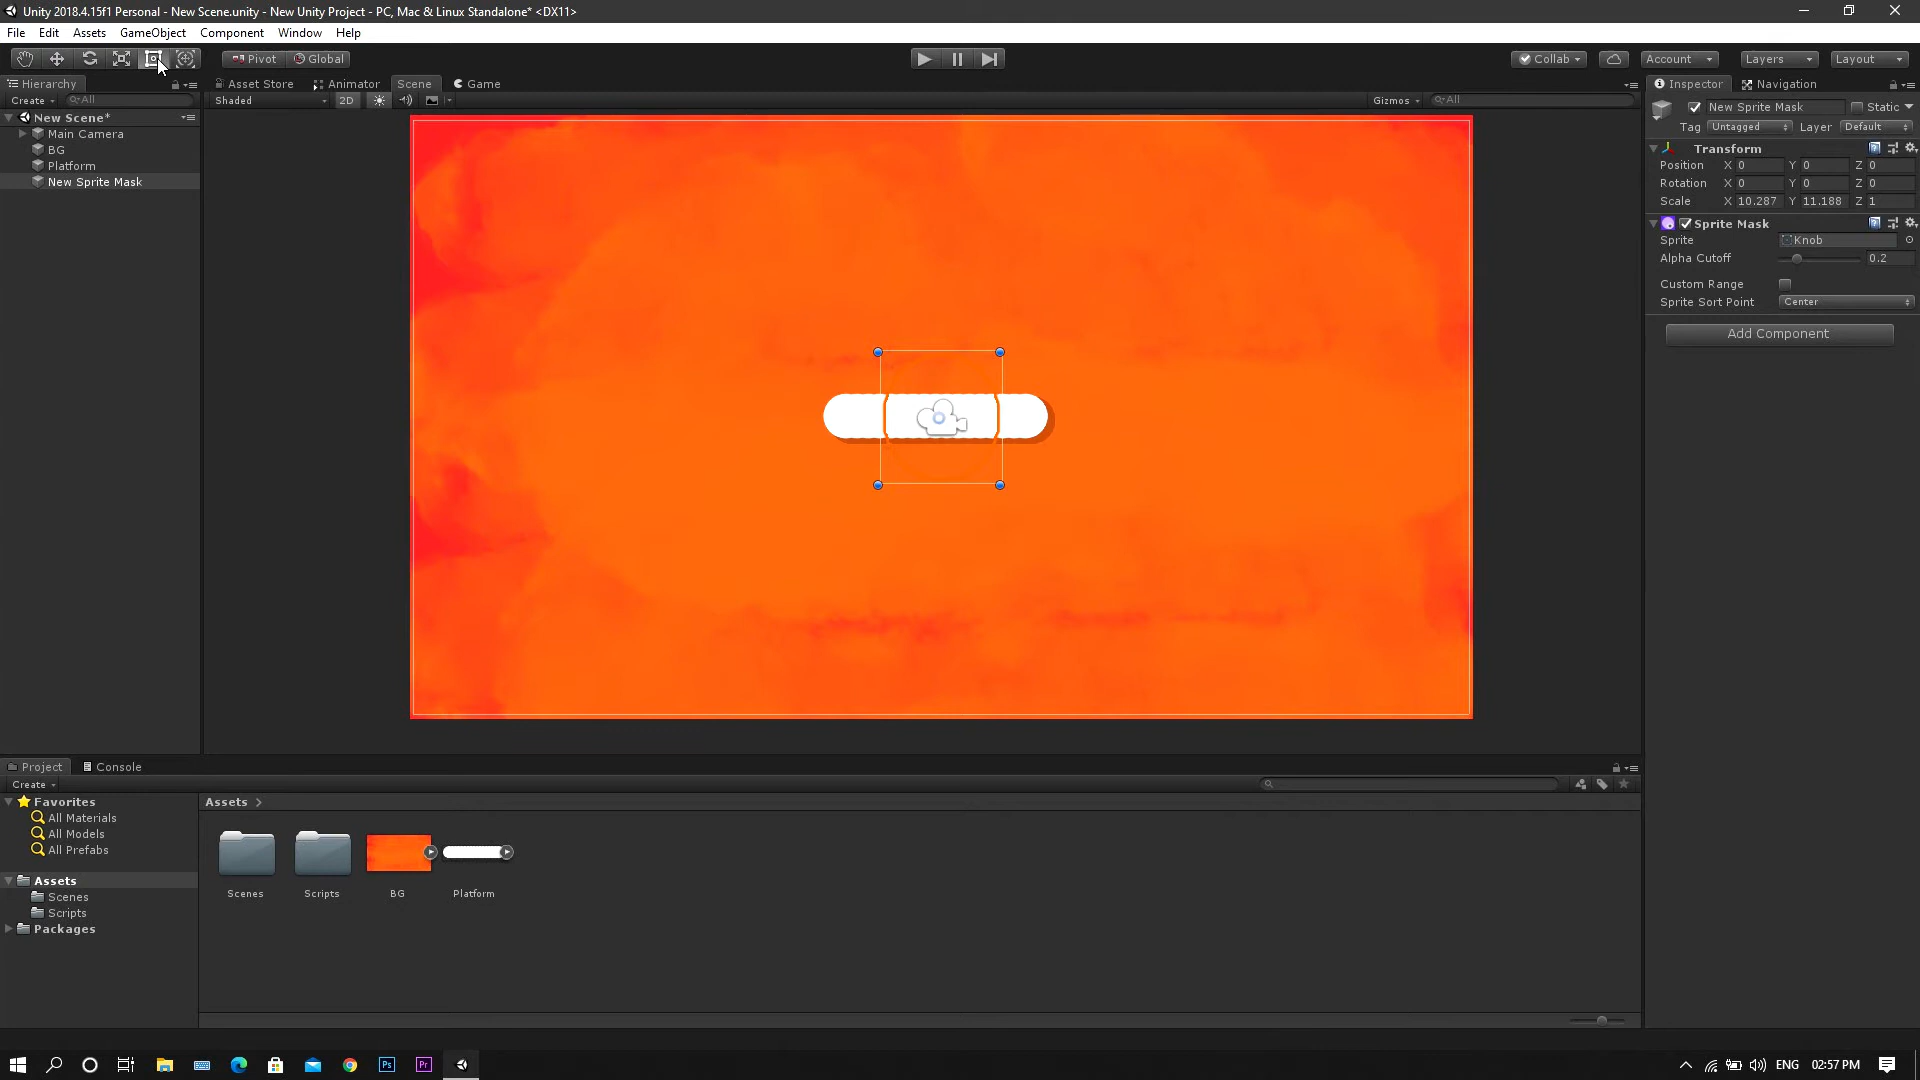 Unity 2018.4.15f1 Personal - New Scene.unity - New Unity Project - PC, Mac & Linux Standalone* <DX11>
File Edit Assets GameObject Component Window Help
Pivot Global Collab Account Layers Layout
Hierarchy Asset Store Animator Scene Game Inspector Navigation
Create All Shaded 2D Gizmos All
New Scene*
Main Camera
BG
Platform
New Sprite Mask
New Sprite Mask Static
Tag Untagged Layer Default
Transform
Position X 0 Y 0 Z 0
Rotation X 0 Y 0 Z 0
Scale X 10.287 Y 11.188 Z 1
Sprite Mask
Sprite Knob
Alpha Cutoff 0.2
Custom Range
Sprite Sort Point Center
Add Component
Project Console
Create
Favorites
All Materials
All Models
All Prefabs
Assets
Scenes
Scripts
Packages
Assets
Scenes Scripts BG Platform
Ps Pr ENG 02:57 PM